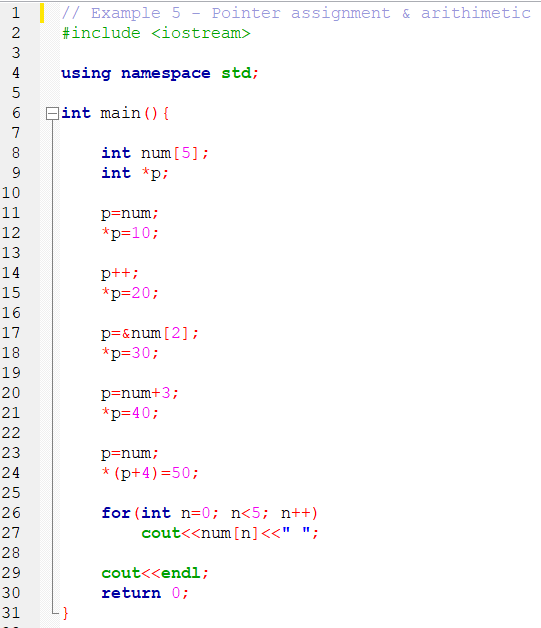 1 // Example 5 - Pointer assignment & arithimetic
2 #include <iostream>
3
4 using namespace std;
5
6 int main(){
7
8 int num[5];
9 int *p;
10
11 p=num;
12 *p=10;
13
14 p++;
15 *p=20;
16
17 p=&num[2];
18 *p=30;
19
20 p=num+3;
21 *p=40;
22
23 p=num;
24 *(p+4)=50;
25
26 for(int n=0; n<5; n++)
27 cout<<num[n]<<" ";
28
29 cout<<endl;
30 return 0;
31 }